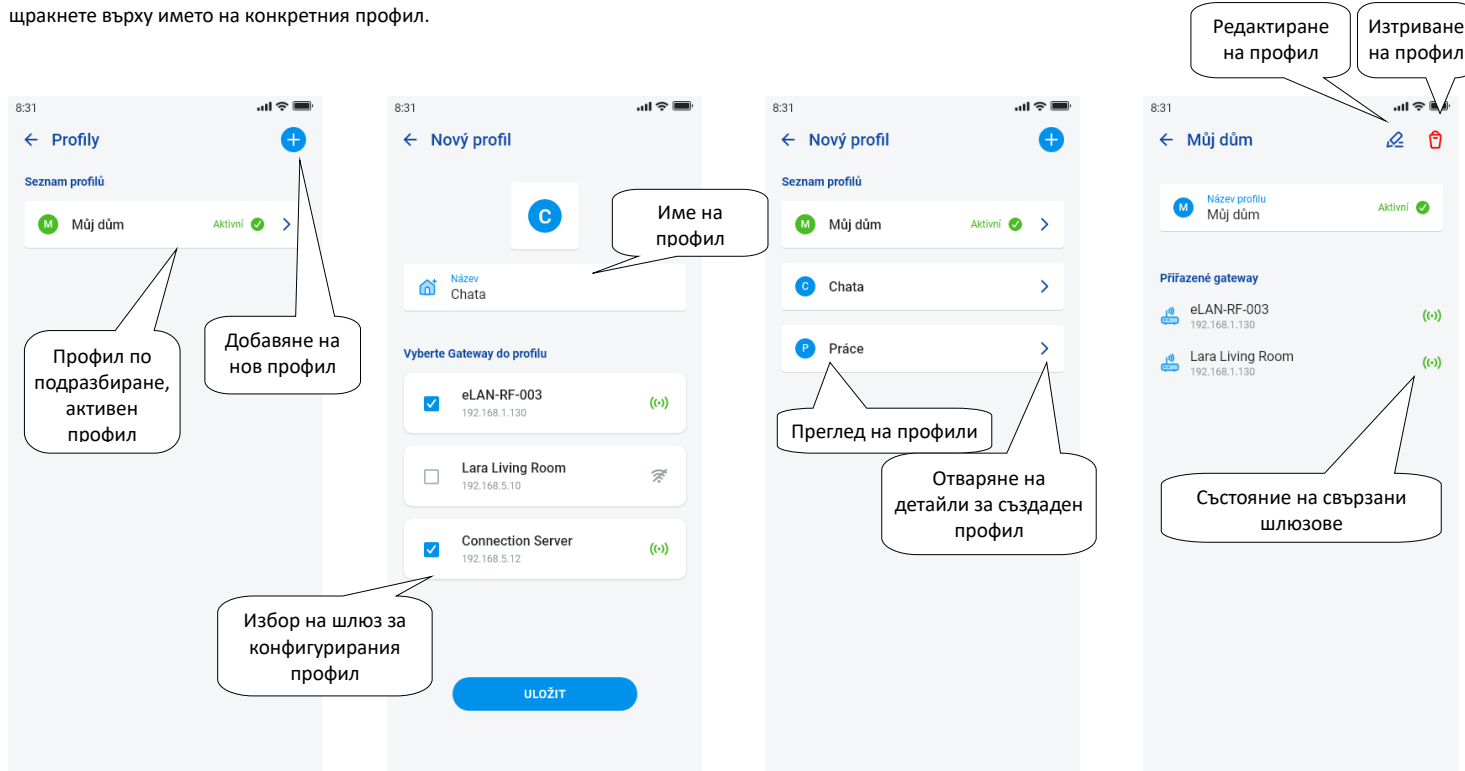 щракнете върху името на конкретния профил.
Редактиране
на профил
Изтриване
на профил
8:31
Profily
Seznam profilů
M
Můj dům
Aktivní
Профил по
подразбиране,
активен
профил
Добавяне на
нов профил
8:31
Nový profil
C
Název
Chata
Име на
профил
Vyberte Gateway do profilu
eLAN-RF-003
192.168.1.130
Lara Living Room
192.168.5.10
Connection Server
192.168.5.12
Избор на шлюз за
конфигурирания
профил
ULOŽIT
8:31
Nový profil
Seznam profilů
M
Můj dům
Aktivní
C
Chata
P
Práce
Преглед на профили
Отваряне на
детайли за създаден
профил
8:31
Můj dům
M
Název profilu
Můj dům
Aktivní
Přiřazené gateway
eLAN-RF-003
192.168.1.130
Lara Living Room
192.168.1.130
Състояние на свързани
шлюзове